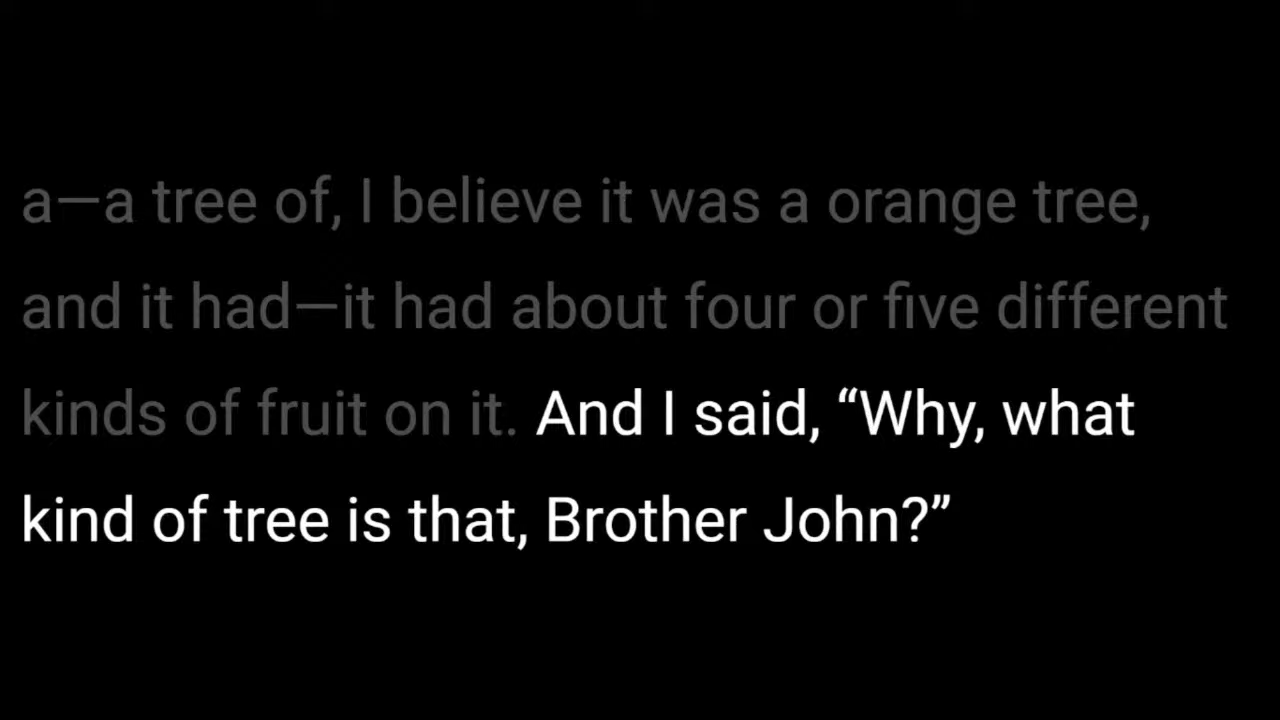 a—a tree of, I believe it was a orange tree,
and it had—it had about four or five different
kinds of fruit on it. And I said, “Why, what
kind of tree is that, Brother John?”